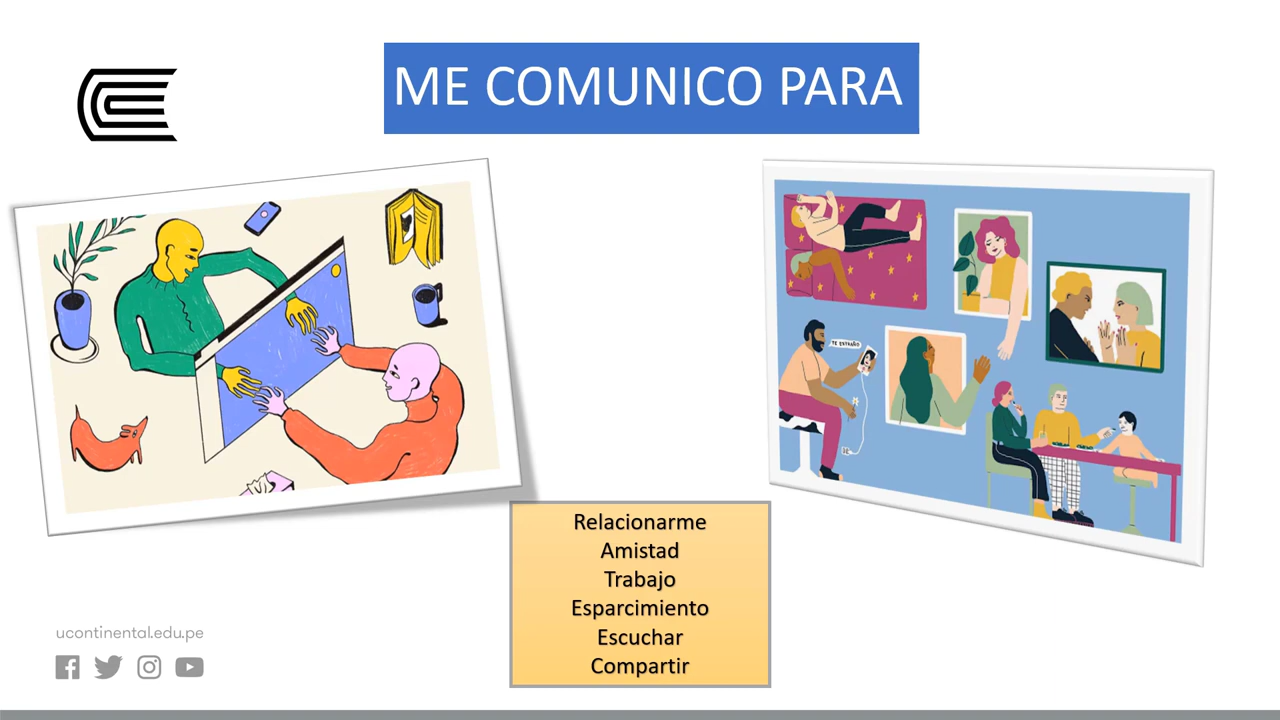 ME COMUNICO PARA
TE EXTRAÑO
Relacionarme
Amistad
Trabajo
Esparcimiento
Escuchar
Compartir
ucontinental.edu.pe